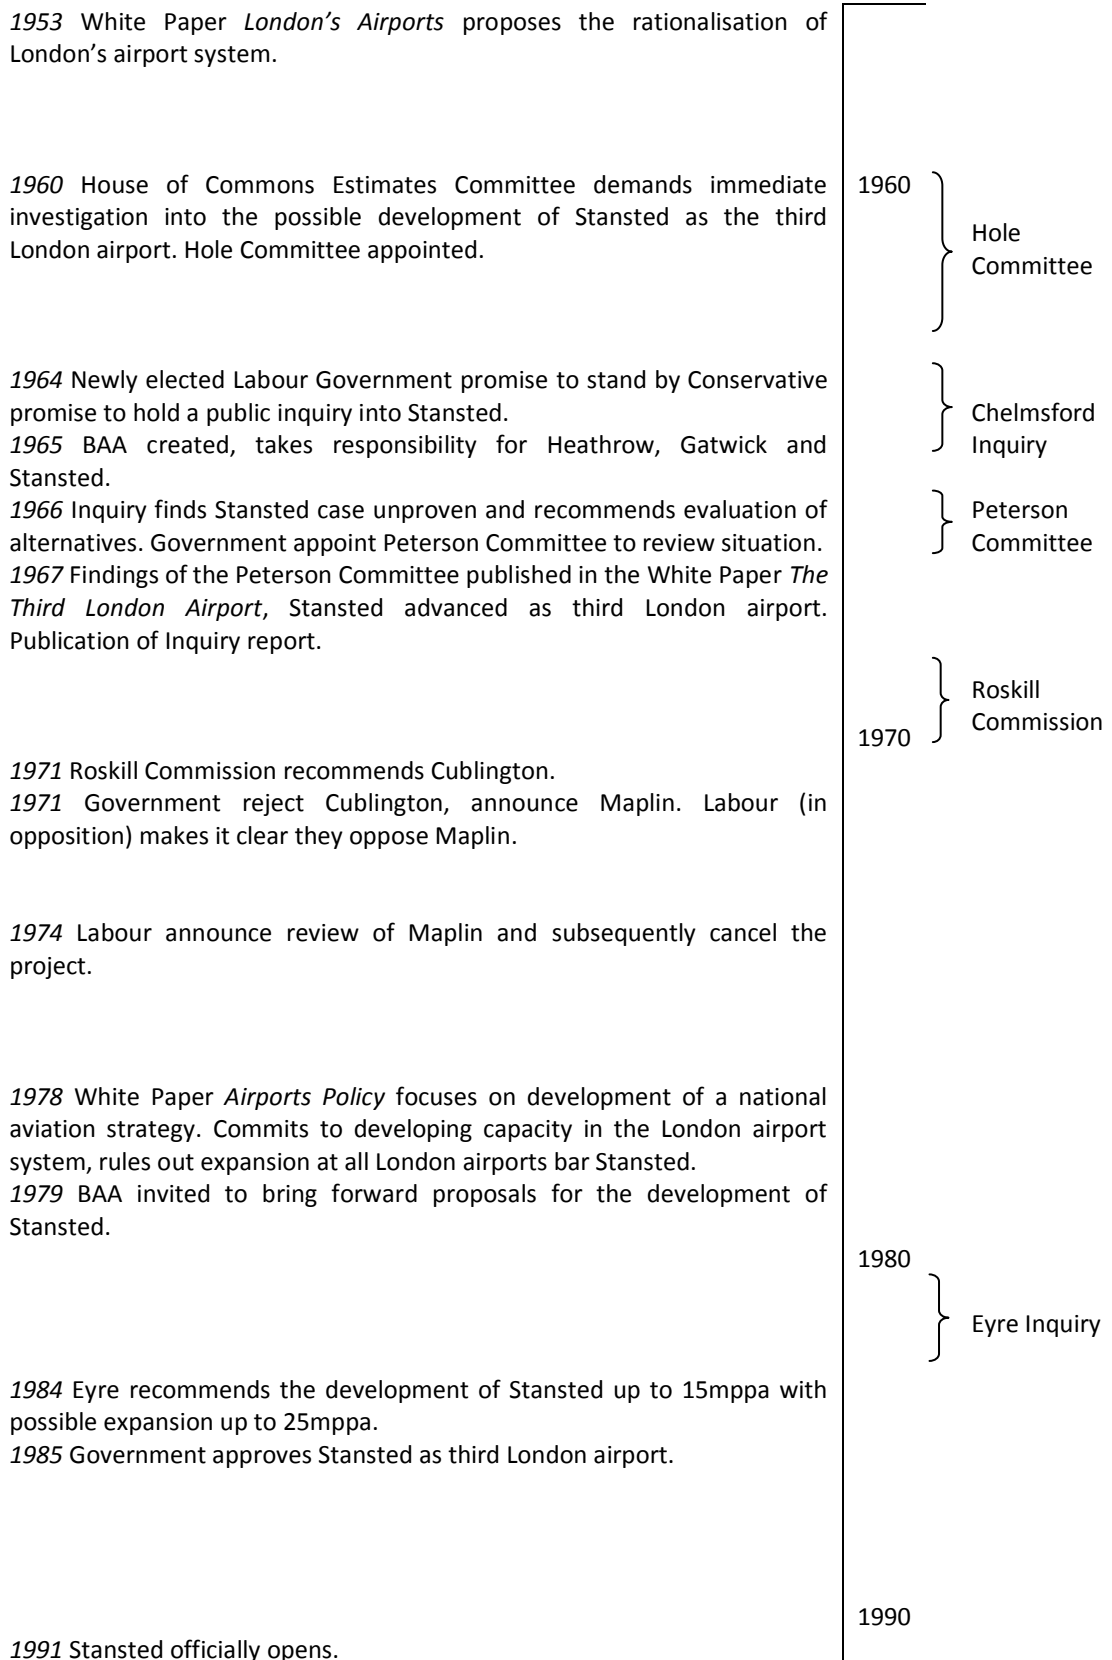 1953 White Paper London’s Airports proposes the rationalisation of
London’s airport system.
1960 House of Commons Estimates Committee demands immediate
investigation into the possible development of Stansted as the third
London airport. Hole Committee appointed.
1960
Hole
Committee
1964 Newly elected Labour Government promise to stand by Conservative
promise to hold a public inquiry into Stansted.
1965 BAA created, takes responsibility for Heathrow, Gatwick and
Stansted.
Chelmsford
Inquiry
1966 Inquiry finds Stansted case unproven and recommends evaluation of
alternatives. Government appoint Peterson Committee to review situation.
Peterson
Committee
1967 Findings of the Peterson Committee published in the White Paper The
Third London Airport, Stansted advanced as third London airport.
Publication of Inquiry report.
Roskill
Commission
1970
1971 Roskill Commission recommends Cublington.
1971 Government reject Cublington, announce Maplin. Labour (in
opposition) makes it clear they oppose Maplin.
1974 Labour announce review of Maplin and subsequently cancel the
project.
1978 White Paper Airports Policy focuses on development of a national
aviation strategy. Commits to developing capacity in the London airport
system, rules out expansion at all London airports bar Stansted.
1979 BAA invited to bring forward proposals for the development of
Stansted.
1980
Eyre Inquiry
1984 Eyre recommends the development of Stansted up to 15mppa with
possible expansion up to 25mppa.
1985 Government approves Stansted as third London airport.
1990
1991 Stansted officially opens.